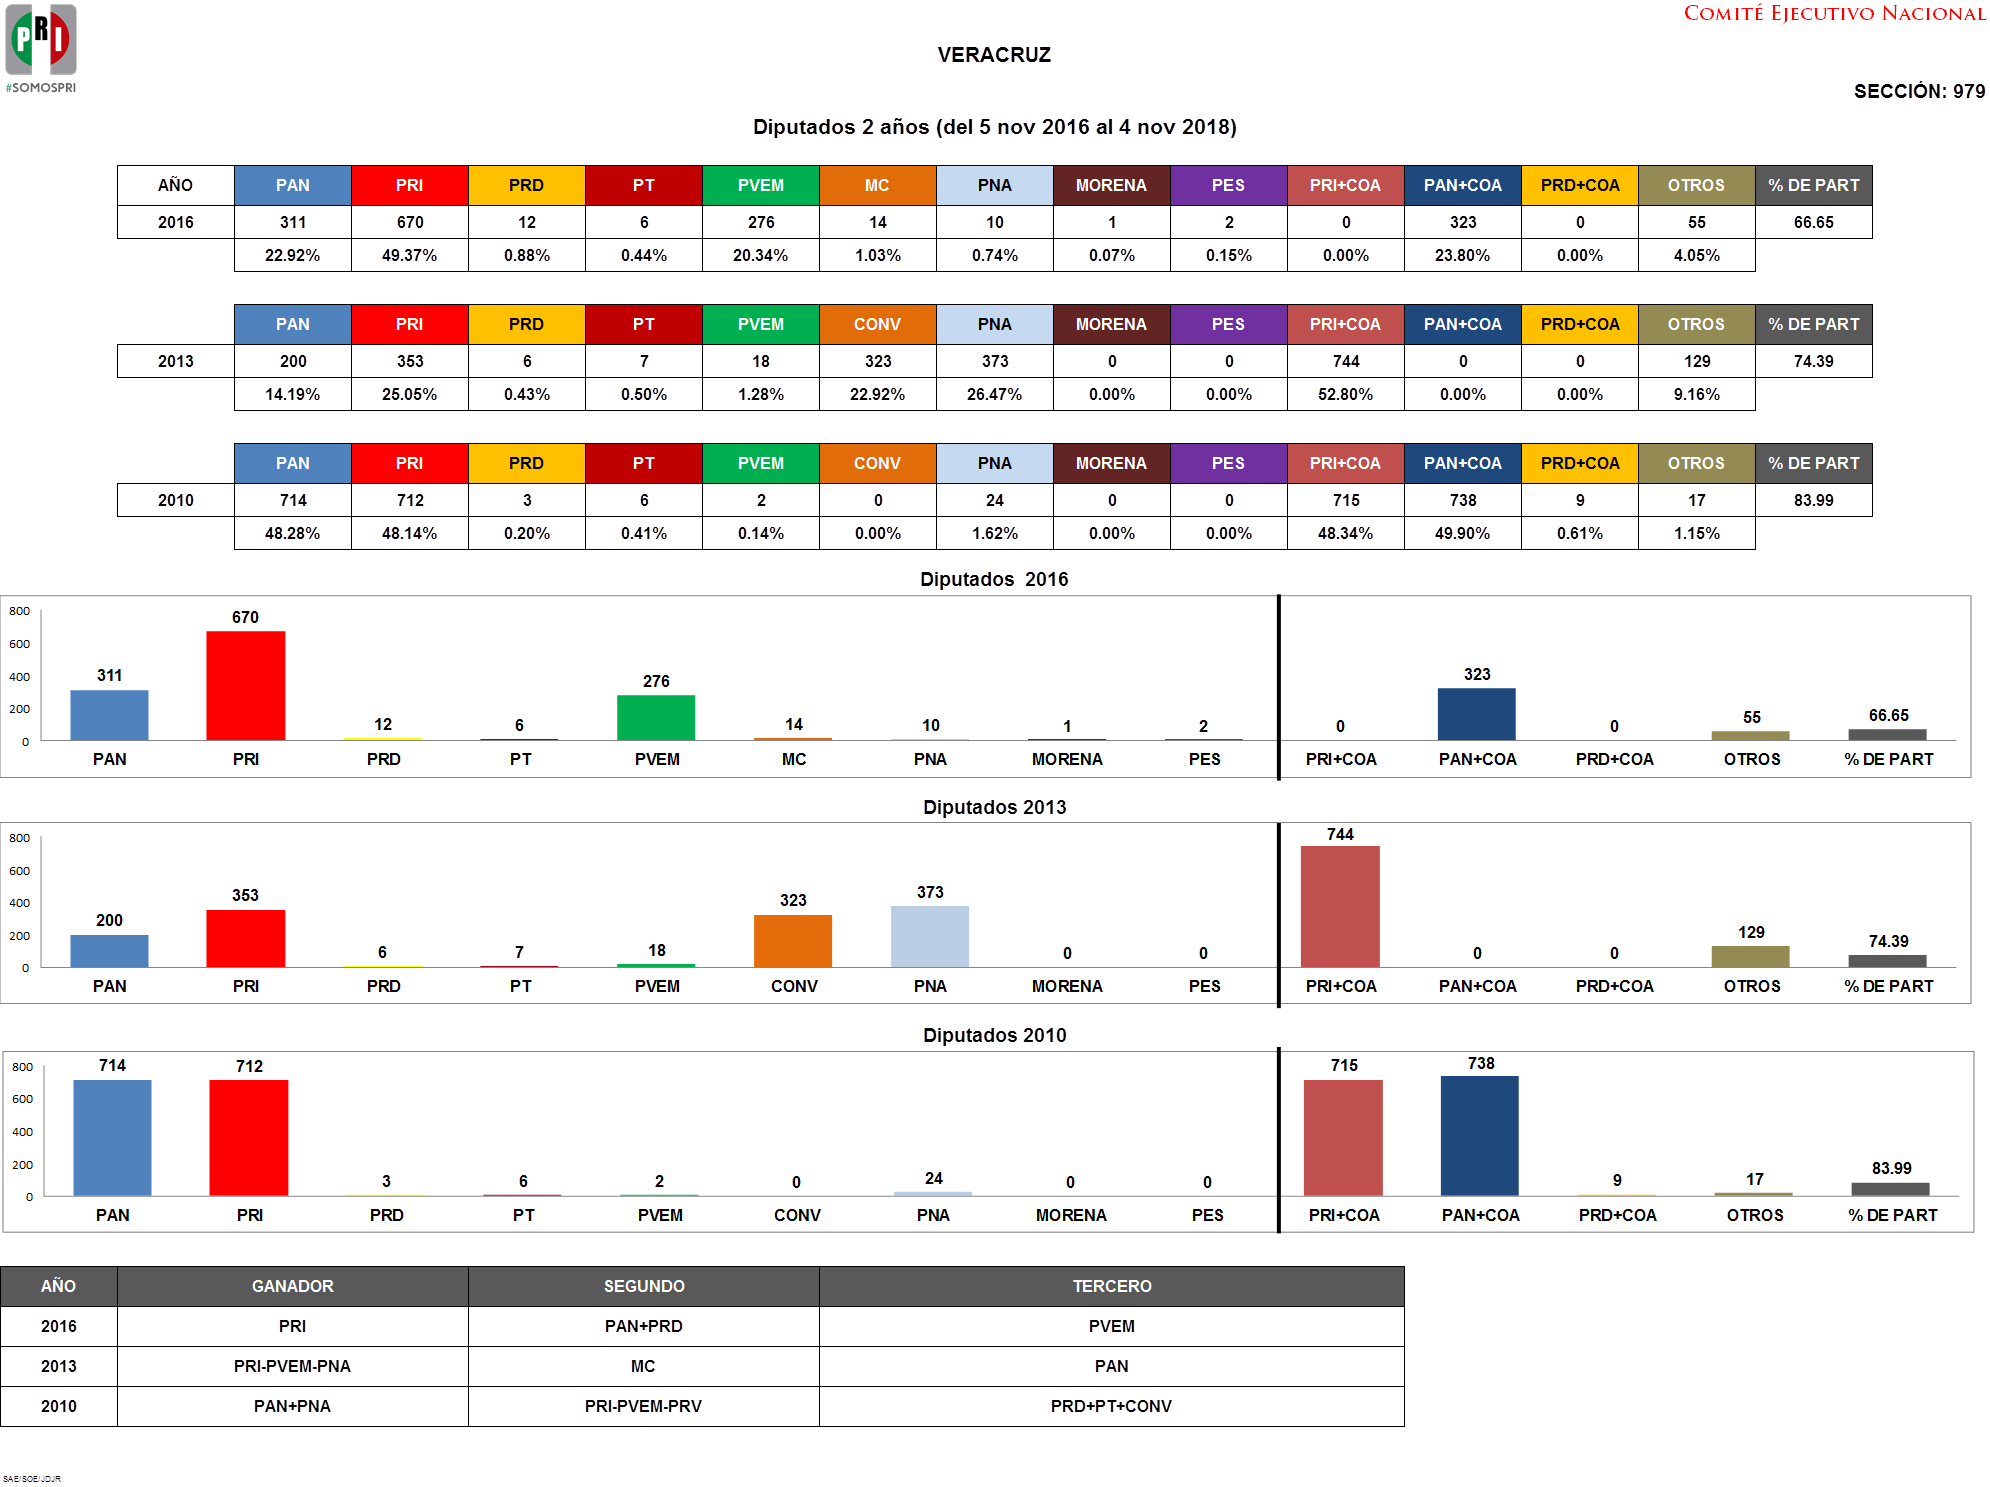 COMITÉ EJECUTIVO NACIONAL
PRI
#SOMOSPRI
VERACRUZ
SECCIÓN: 979
Diputados 2 años (del 5 nov 2016 al 4 nov 2018)
AÑO PAN PRI PRD PT PVEM MC PNA MORENA PES PRI+COA PAN+COA PRD+COA OTROS % DE PART
2016 311 670 12 6 276 14 10 1 2 0 323 0 55 66.65
22.92% 49.37% 0.88% 0.44% 20.34% 1.03% 0.74% 0.07% 0.15% 0.00% 23.80% 0.00% 4.05%
PAN PRI PRD PT PVEM CONV PNA MORENA PES PRI+COA PAN+COA PRD+COA OTROS % DE PART
2013 200 353 6 7 18 323 373 0 0 744 0 0 129 74.39
14.19% 25.05% 0.43% 0.50% 1.28% 22.92% 26.47% 0.00% 0.00% 52.80% 0.00% 0.00% 9.16%
PAN PRI PRD PT PVEM CONV PNA MORENA PES PRI+COA PAN+COA PRD+COA OTROS % DE PART
2010 714 712 3 6 2 0 24 0 0 715 738 9 17 83.99
48.28% 48.14% 0.20% 0.41% 0.14% 0.00% 1.62% 0.00% 0.00% 48.34% 49.90% 0.61% 1.15%
Diputados 2016
800
600
400
200
0
311 670 12 6 276 14 10 1 2 0 323 0 55 66.65
PAN PRI PRD PT PVEM MC PNA MORENA PES PRI+COA PAN+COA PRD+COA OTROS % DE PART
Diputados 2013
800
600
400
200
0
200 353 6 7 18 323 373 0 0 744 0 0 129 74.39
PAN PRI PRD PT PVEM CONV PNA MORENA PES PRI+COA PAN+COA PRD+COA OTROS % DE PART
Diputados 2010
800
600
400
200
0
714 712 3 6 2 0 24 0 0 715 738 9 17 83.99
PAN PRI PRD PT PVEM CONV PNA MORENA PES PRI+COA PAN+COA PRD+COA OTROS % DE PART
AÑO GANADOR SEGUNDO TERCERO
2016 PRI PAN+PRD PVEM
2013 PRI-PVEM-PNA MC PAN
2010 PAN+PNA PRI-PVEM-PRV PRD+PT+CONV
SAE/SOE/JDJR